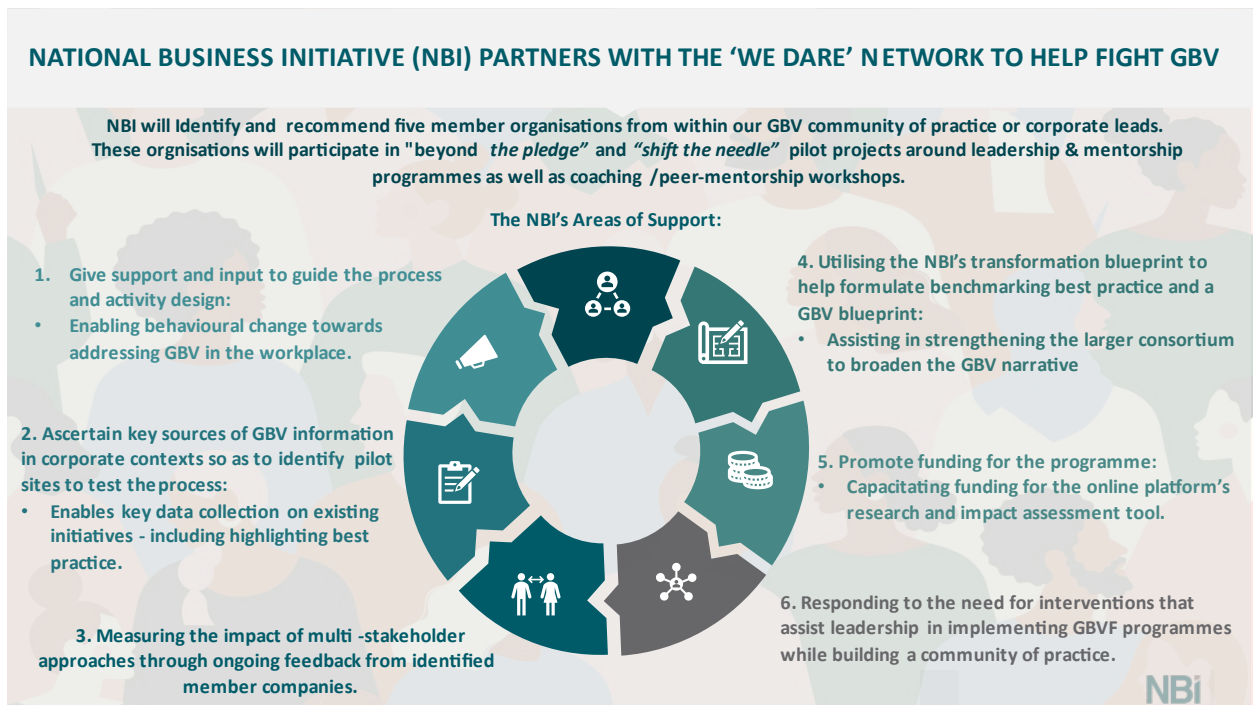 NATIONAL BUSINESS INITIATIVE (NBI) PARTNERS WITH THE ‘WE DARE’ NETWORK TO HELP FIGHT GBV
NBI will Identify and recommend five member organisations from within our GBV community of practice or corporate leads.
These orgnisations will participate in "beyond the pledge” and “shift the needle” pilot projects around leadership & mentorship
programmes as well as coaching /peer-mentorship workshops.
The NBI’s Areas of Support:
1. Give support and input to guide the process
and activity design:
• Enabling behavioural change towards
addressing GBV in the workplace.
2. Ascertain key sources of GBV information
in corporate contexts so as to identify pilot
sites to test the process:
• Enables key data collection on existing
initiatives - including highlighting best
practice.
3. Measuring the impact of multi -stakeholder
approaches through ongoing feedback from identified
member companies.
4. Utilising the NBI’s transformation blueprint to
help formulate benchmarking best practice and a
GBV blueprint:
• Assisting in strengthening the larger consortium
to broaden the GBV narrative
5. Promote funding for the programme:
• Capacitating funding for the online platform’s
research and impact assessment tool.
6. Responding to the need for interventions that
assist leadership in implementing GBVF programmes
while building a community of practice.
NBi